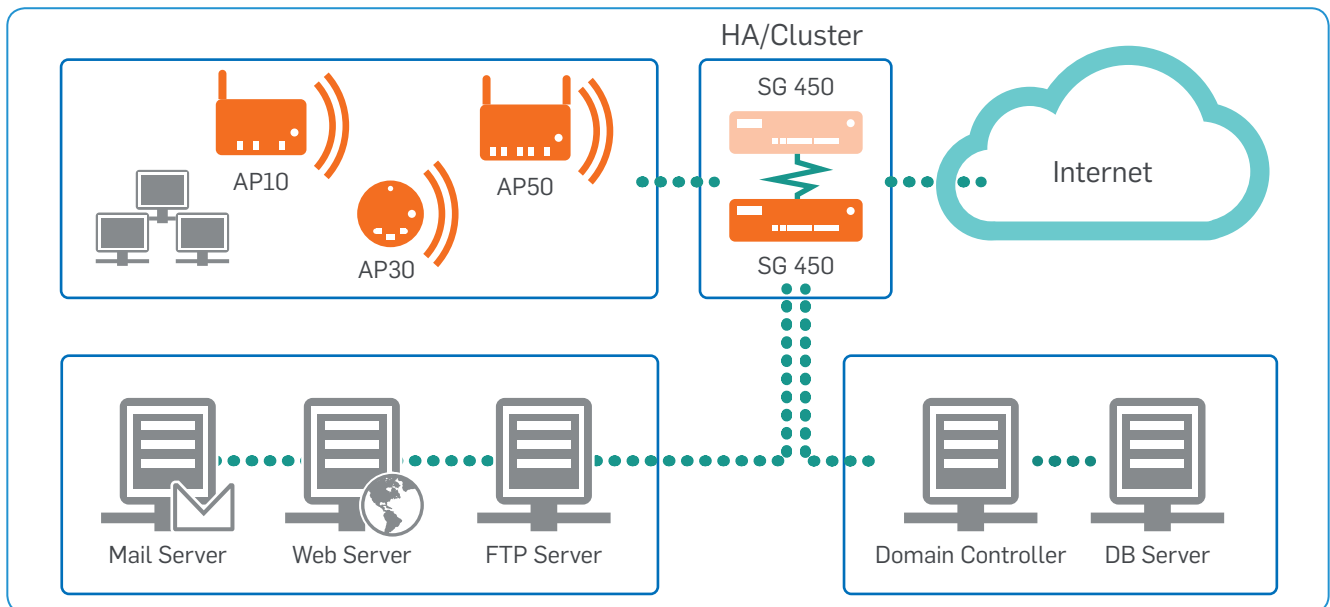 HA/Cluster
SG 450
AP10
AP50
AP30
SG 450
Internet
Mail Server
Web Server
FTP Server
Domain Controller
DB Server